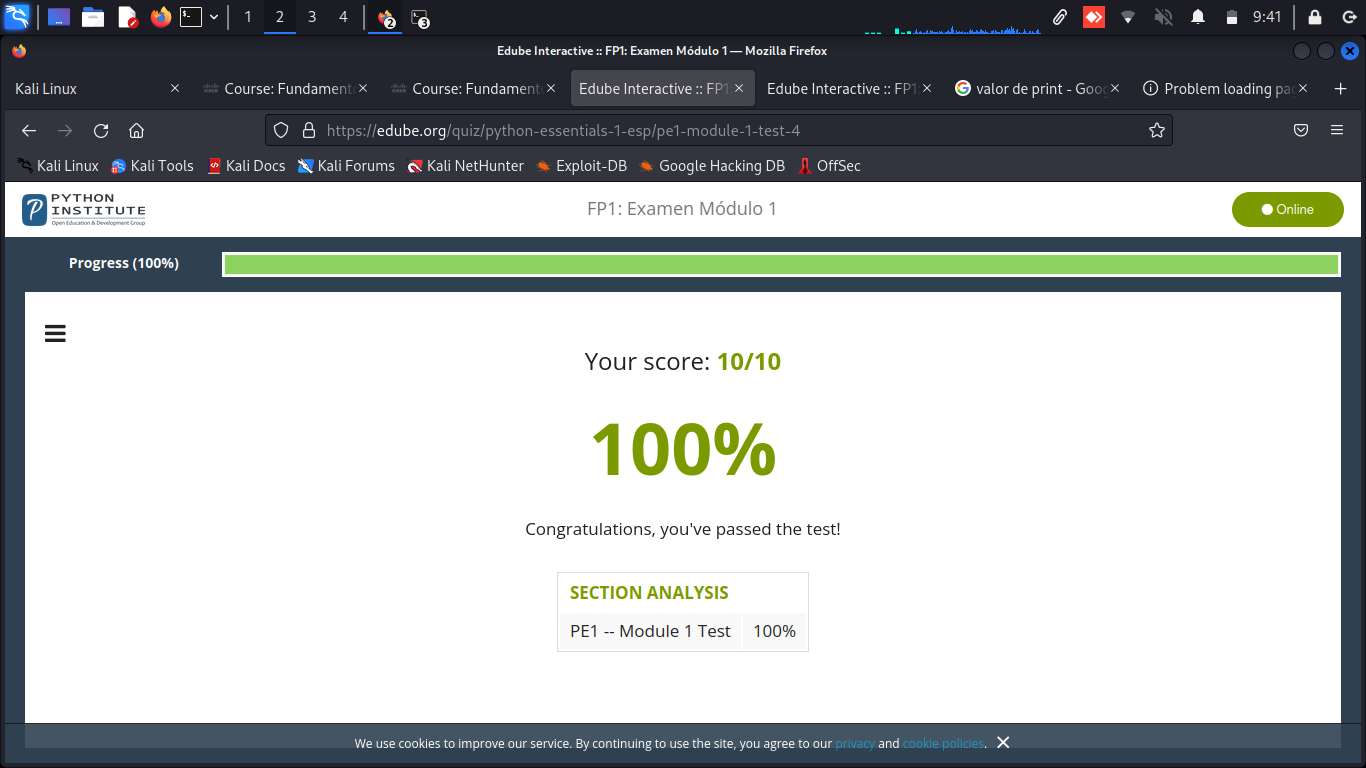 1 2 3 4 2 3 9:41
Edube Interactive :: FP1: Examen Módulo 1 — Mozilla Firefox
Kali Linux Course: Fundament Course: Fundament Edube Interactive :: FP1 Edube Interactive :: FP1 valor de print - Goog Problem loading pag
https://edube.org/quiz/python-essentials-1-esp/pe1-module-1-test-4
Kali Linux Kali Tools Kali Docs Kali Forums Kali NetHunter Exploit-DB Google Hacking DB OffSec
PYTHON
INSTITUTE
Open Education & Development Group
FP1: Examen Módulo 1
Online
Progress (100%)
Your score: 10/10
100%
Congratulations, you've passed the test!
SECTION ANALYSIS
PE1 -- Module 1 Test 100%
We use cookies to improve our service. By continuing to use the site, you agree to our privacy and cookie policies.